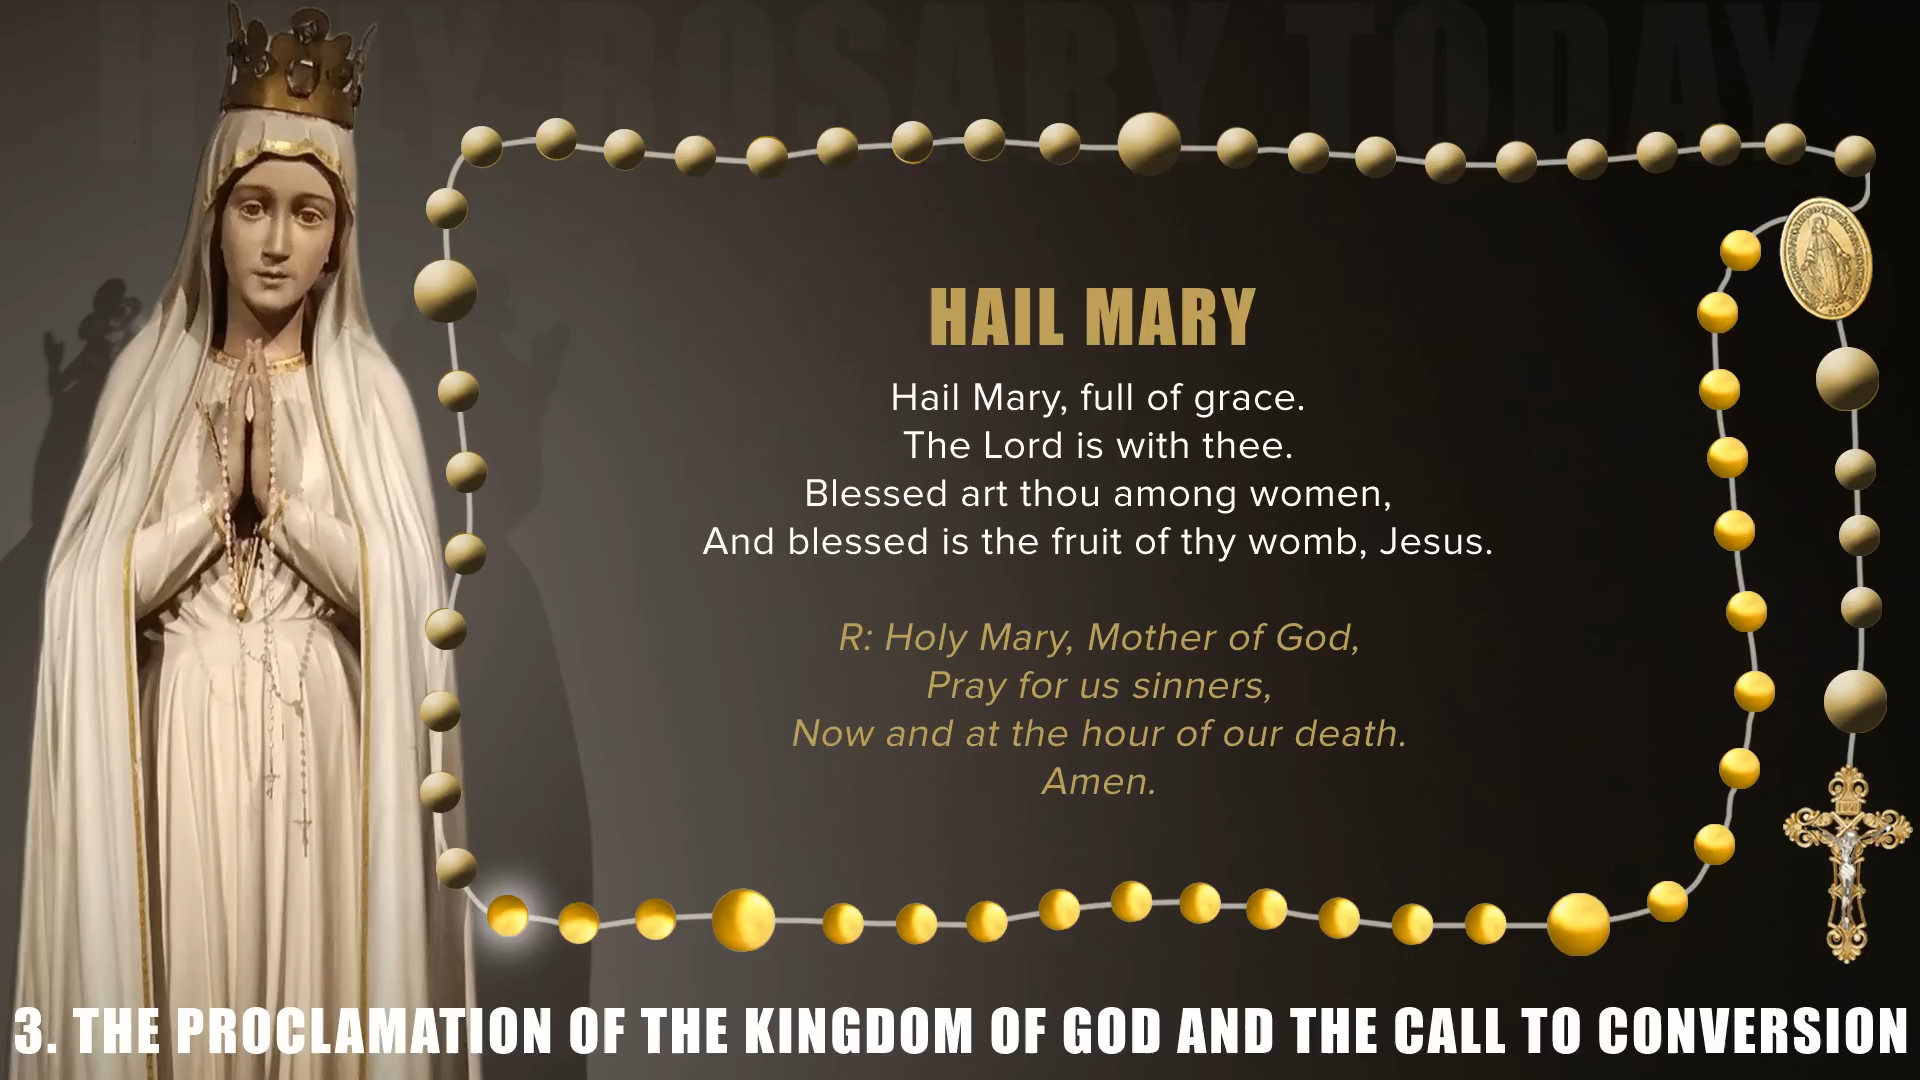 HOLY ROSARY TODAY
HAIL MARY
Hail Mary, full of grace.
The Lord is with thee.
Blessed art thou among women,
And blessed is the fruit of thy womb, Jesus.
R: Holy Mary, Mother of God,
Pray for us sinners,
Now and at the hour of our death.
Amen.
3. THE PROCLAMATION OF THE KINGDOM OF GOD AND THE CALL TO CONVERSION